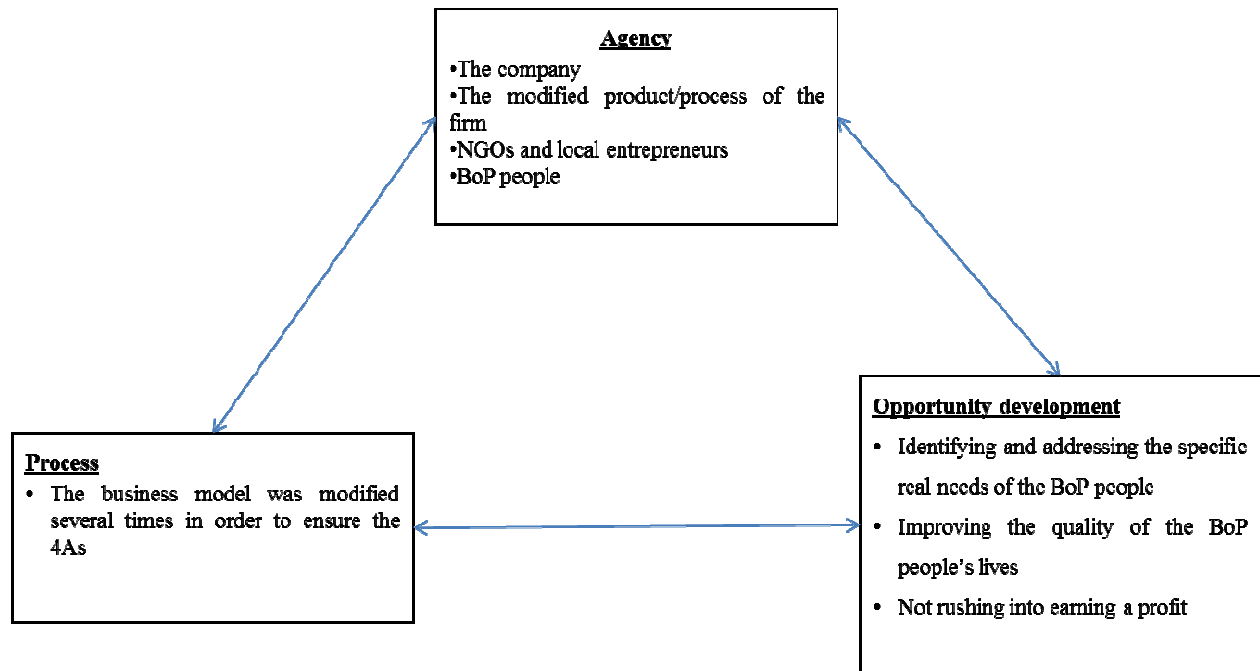 Agency
•The company
•The modified product/process of the
firm
•NGOs and local entrepreneurs
•BoP people
Process
• The business model was modified
several times in order to ensure the
4As
Opportunity development
• Identifying and addressing the specific
real needs of the BoP people
• Improving the quality of the BoP
people’s lives
• Not rushing into earning a profit